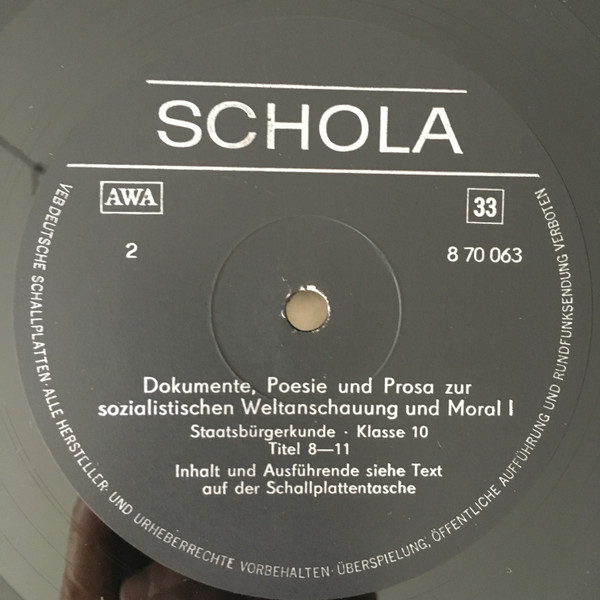 SCHOLA
AWA
33
2
8 70 063
Dokumente, Poesie und Prosa zur
sozialistischen Weltanschauung und Moral I
Staatsbürgerkunde · Klasse 10
Titel 8—11
Inhalt und Ausführende siehe Text
auf der Schallplattentasche
VEB DEUTSCHE SCHALLPLATTEN · ALLE HERSTELLER- UND URHEBERRECHTE VORBEHALTEN · ÜBERSPIELUNG, ÖFFENTLICHE AUFFÜHRUNG UND RUNDFUNKSENDUNG VERBOTEN